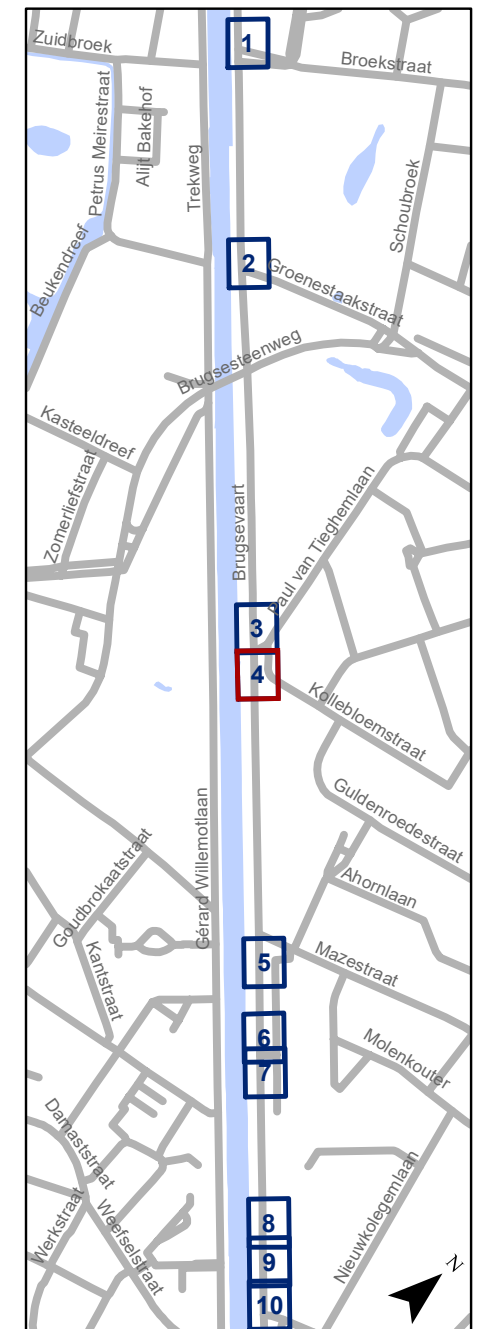 1
Zuidbroek
Broekstraat
Petrus Meirestraat
Alijt Bakehof
Trekweg
Schoubroek
Beukendreef
2
Groenestaakstraat
Brugsesteenweg
Kasteeldreef
Zomerliefstraat
Brugsevaart
Paul van Tieghemlaan
3
4
Kollebloemstraat
Guldenroedestraat
Gérard Willemotlaan
Goudbrokaatstraat
Ahornlaan
Kantstraat
5
Mazestraat
6
Molenkouter
7
Damaststraat
Nieuwkolegemlaan
Werkstraat
Weefselstraat
8
9
N
10